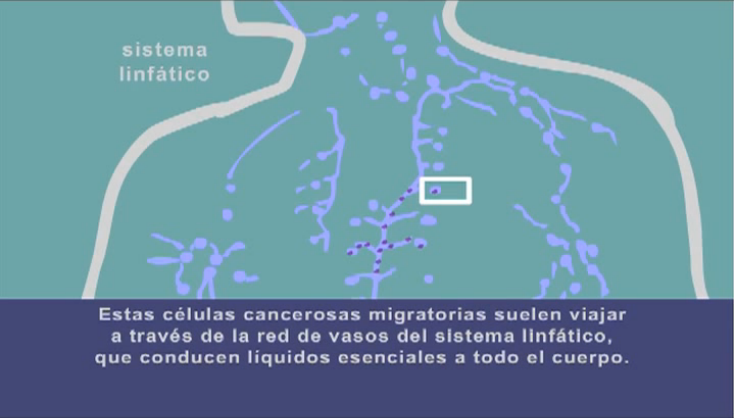 sistema
linfático
Estas células cancerosas migratorias suelen viajar
a través de la red de vasos del sistema linfático,
que conducen líquidos esenciales a todo el cuerpo.